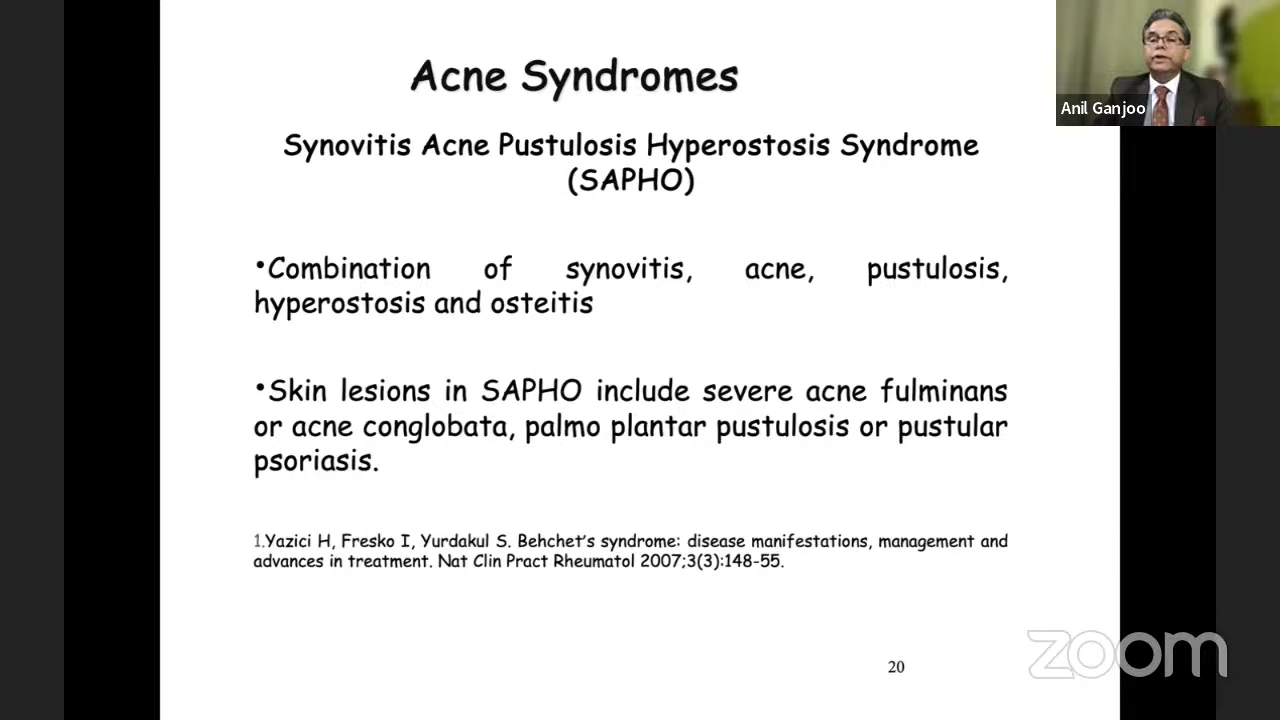 Acne Syndromes
Synovitis Acne Pustulosis Hyperostosis Syndrome
(SAPHO)
•Combination of synovitis, acne, pustulosis,
hyperostosis and osteitis
•Skin lesions in SAPHO include severe acne fulminans
or acne conglobata, palmo plantar pustulosis or pustular
psoriasis.
1.Yazici H, Fresko I, Yurdakul S. Behchet’s syndrome: disease manifestations, management and
advances in treatment. Nat Clin Pract Rheumatol 2007;3(3):148-55.
20
Anil Ganjoo
zoom